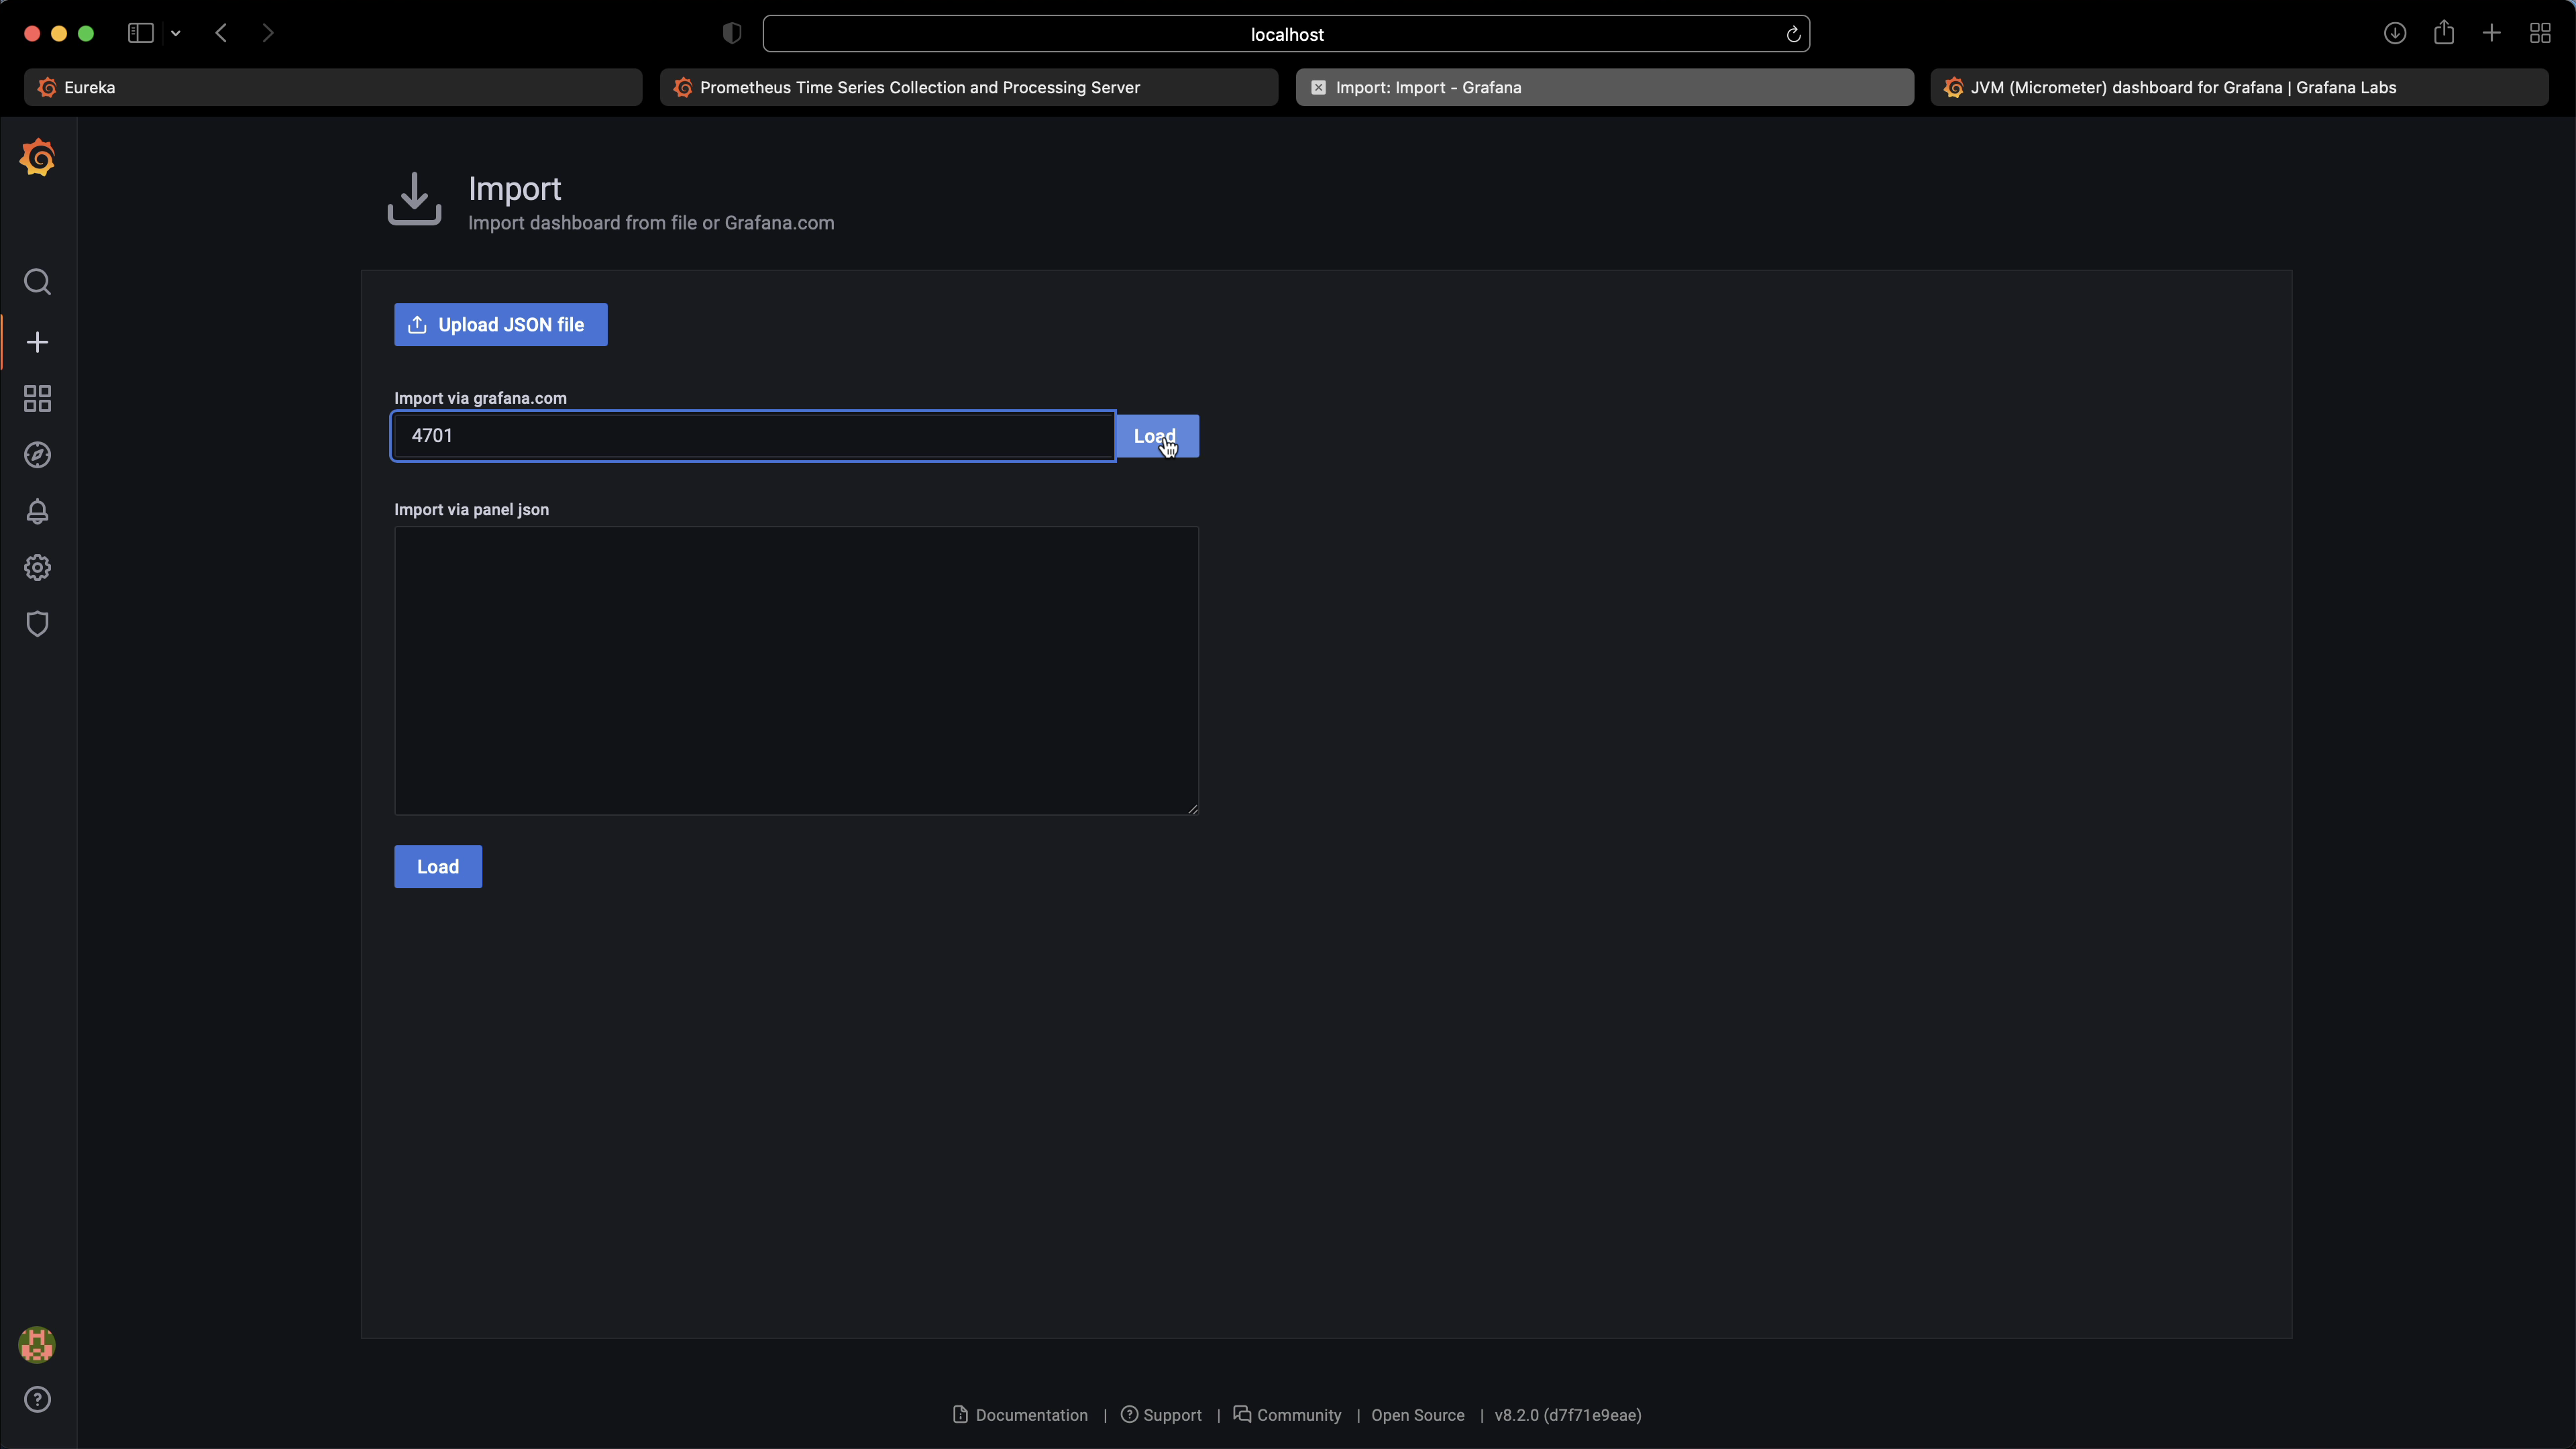 localhost
Eureka
Prometheus Time Series Collection and Processing Server
Import: Import - Grafana
JVM (Micrometer) dashboard for Grafana | Grafana Labs
Import
Import dashboard from file or Grafana.com
Upload JSON file
Import via grafana.com
4701
Load
Import via panel json
Load
Documentation | Support | Community | Open Source | v8.2.0 (d7f71e9eae)